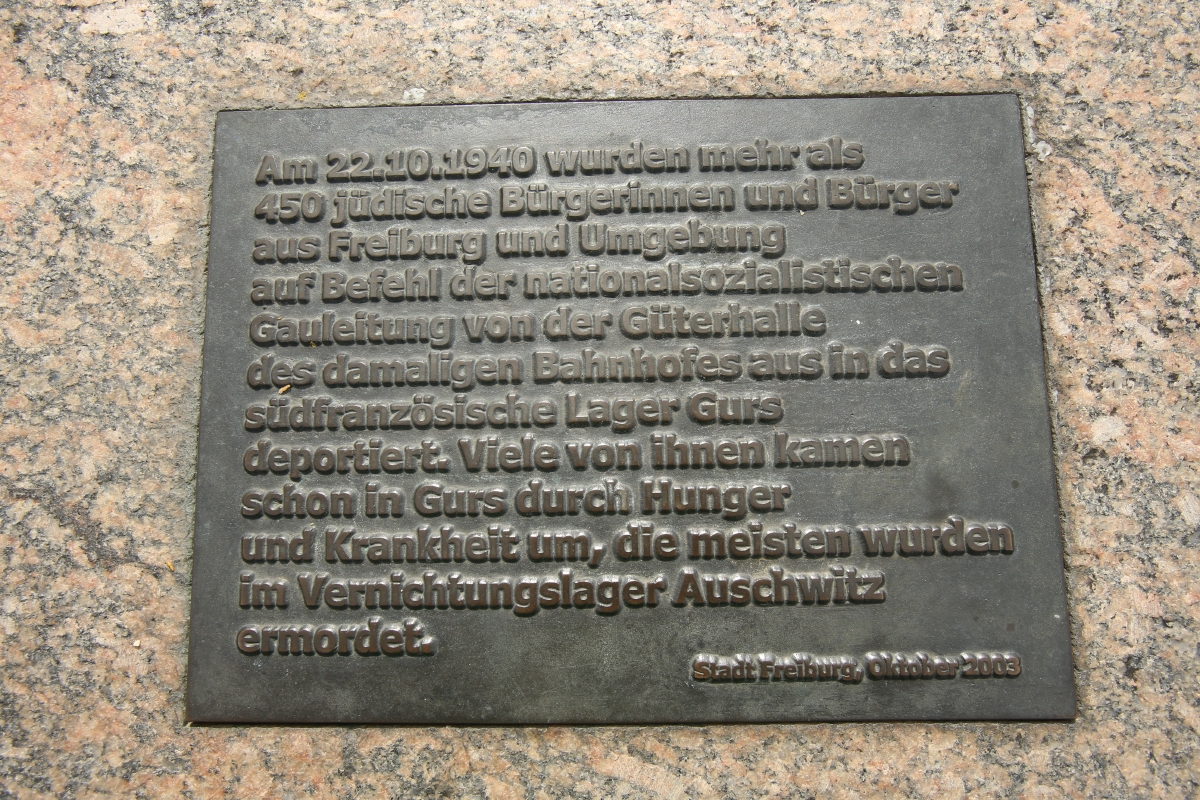 Am 22.10.1940 wurden mehr als
450 jüdische Bürgerinnen und Bürger
aus Freiburg und Umgebung
auf Befehl der nationalsozialistischen
Gauleitung von der Güterhalle
des damaligen Bahnhofes aus in das
südfranzösische Lager Gurs
deportiert. Viele von ihnen kamen
schon in Gurs durch Hunger
und Krankheit um, die meisten wurden
im Vernichtungslager Auschwitz
ermordet.
Stadt Freiburg, Oktober 2003